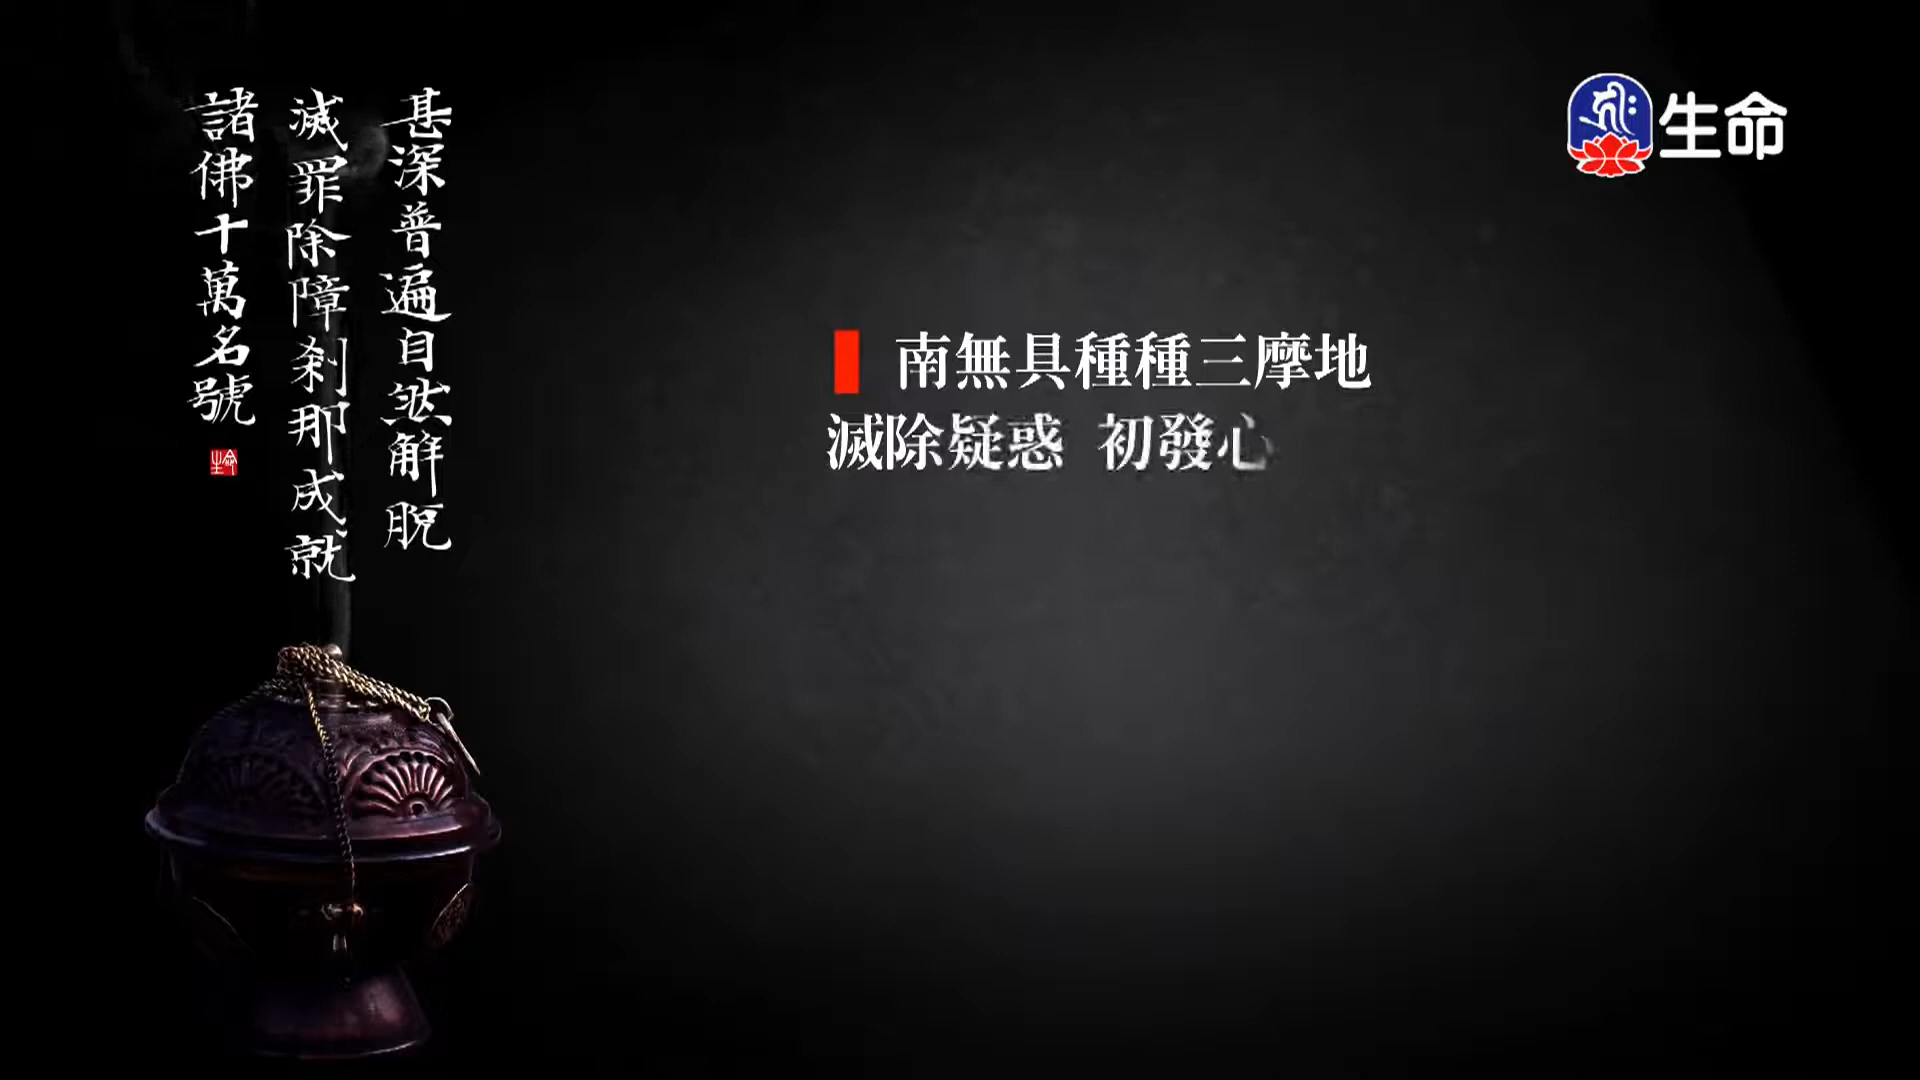 甚深普遍自然解脫
滅罪除障剎那成就
諸佛十萬名號
生命
南無具種種三摩地
滅除疑惑 初發心
生命